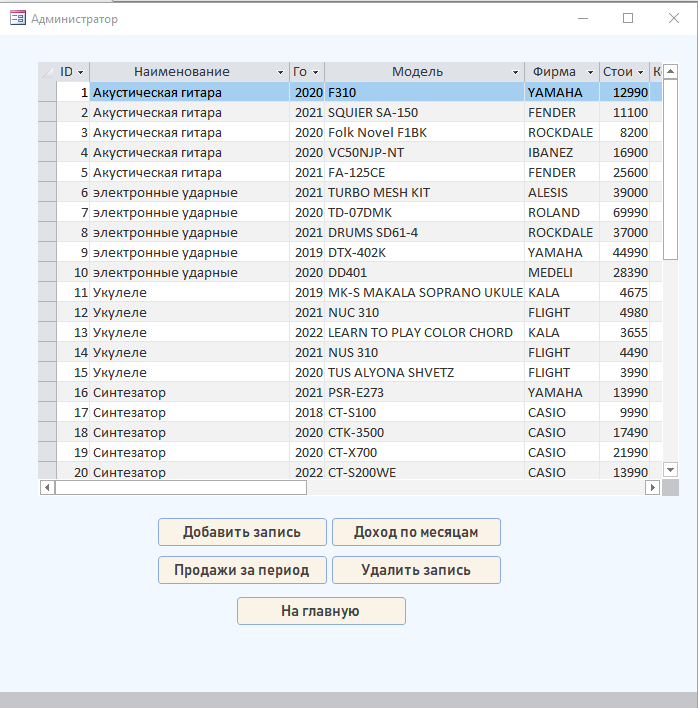 Администратор
ID Наименование Го Модель Фирма Стои К
1 Акустическая гитара 2020 F310 YAMAHA 12990
2 Акустическая гитара 2021 SQUIER SA-150 FENDER 11100
3 Акустическая гитара 2020 Folk Novel F1BK ROCKDALE 8200
4 Акустическая гитара 2020 VC50NJP-NT IBANEZ 16900
5 Акустическая гитара 2021 FA-125CE FENDER 25600
6 электронные ударные 2021 TURBO MESH KIT ALESIS 39000
7 электронные ударные 2020 TD-07DMK ROLAND 69990
8 электронные ударные 2021 DRUMS SD61-4 ROCKDALE 37000
9 электронные ударные 2019 DTX-402K YAMAHA 44990
10 электронные ударные 2020 DD401 MEDELI 28390
11 Укулеле 2019 MK-S MAKALA SOPRANO UKULE KALA 4675
12 Укулеле 2021 NUC 310 FLIGHT 4980
13 Укулеле 2022 LEARN TO PLAY COLOR CHORD KALA 3655
14 Укулеле 2021 NUS 310 FLIGHT 4490
15 Укулеле 2020 TUS ALYONA SHVETZ FLIGHT 3990
16 Синтезатор 2021 PSR-E273 YAMAHA 13990
17 Синтезатор 2018 CT-S100 CASIO 9990
18 Синтезатор 2020 CTK-3500 CASIO 17490
19 Синтезатор 2020 CT-X700 CASIO 21990
20 Синтезатор 2022 CT-S200WE CASIO 13990
Добавить запись Доход по месяцам
Продажи за период Удалить запись
На главную